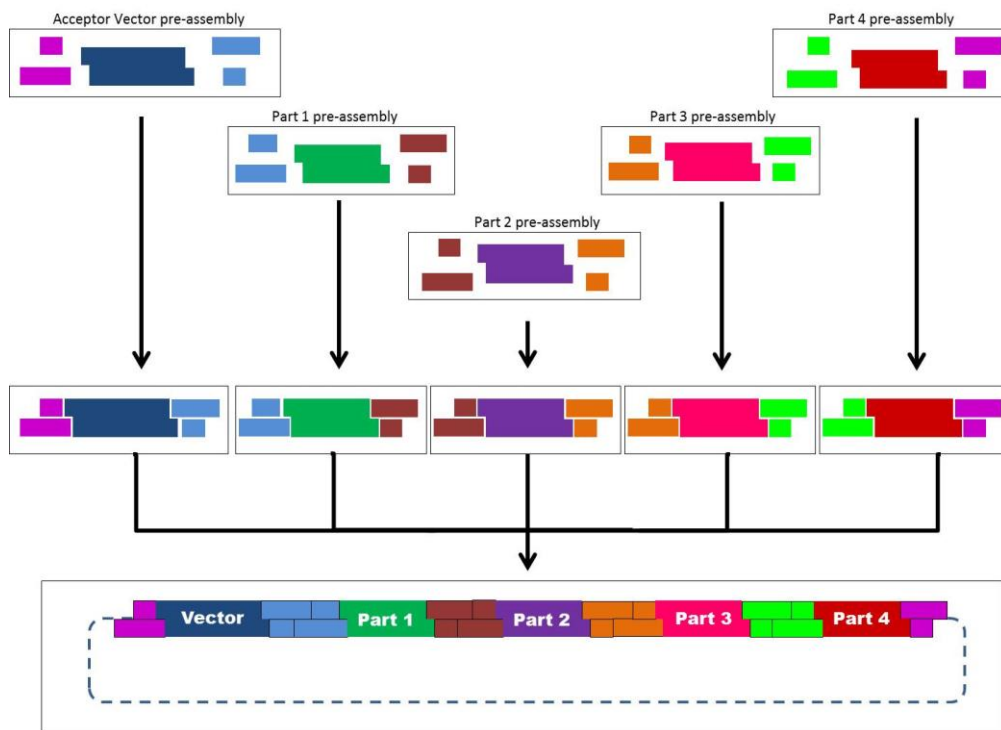 Acceptor Vector pre-assembly
Part 4 pre-assembly
Part 1 pre-assembly
Part 3 pre-assembly
Part 2 pre-assembly
Vector
Part 1
Part 2
Part 3
Part 4